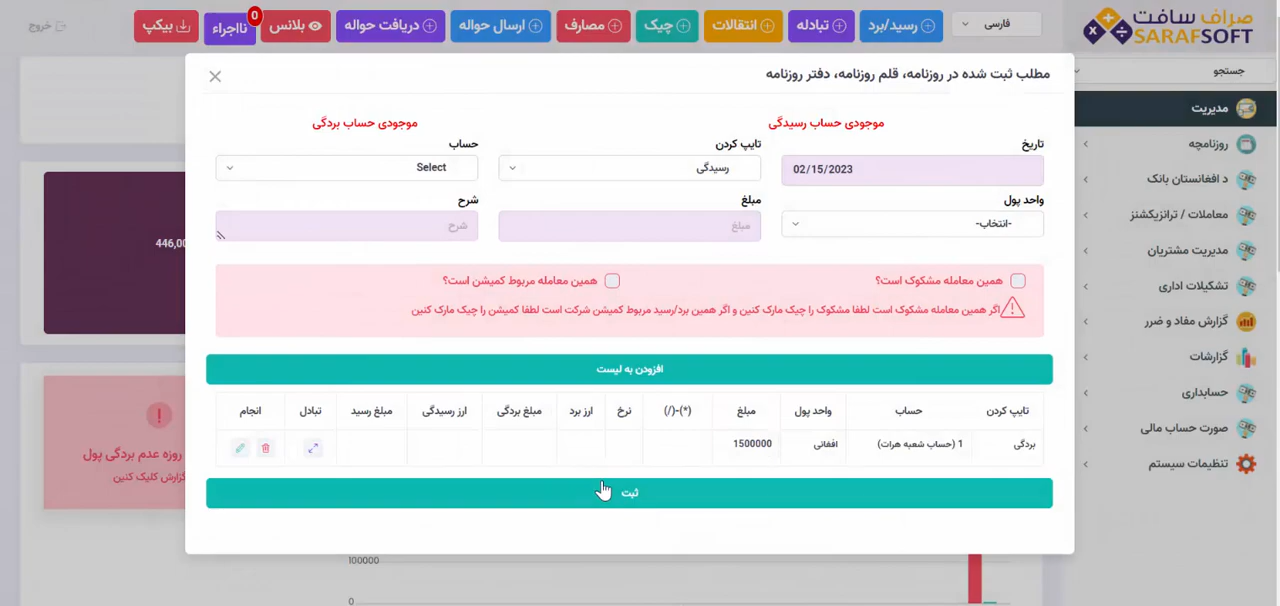 صراف سافت
SARAFSOFT
فارسی
رسید/برد
تبادله
انتقالات
چیک
مصارف
ارسال حواله
دریافت حواله
بلانس
0
نااجراء
بیکپ
خروج
جستجو
مدیریت
روزنامچه
د افغانستان بانک
معاملات / ترانزیکشنز
مدیریت مشتریان
تشکیلات اداری
گزارش مفاد و ضرر
گزارشات
حسابداری
صورت حساب مالی
تنظیمات سیستم
مطلب ثبت شده در روزنامه، قلم روزنامه، دفتر روزنامه
موجودی حساب رسیدگی
موجودی حساب بردگی
تاریخ
تایپ کردن
حساب
02/15/2023
رسیدگی
Select
واحد پول
مبلغ
شرح
-انتخاب-
مبلغ
شرح
همین معامله مشکوک است؟
همین معامله مربوط کمیشن است؟
اگر همین معامله مشکوک است لطفا مشکوک را چیک مارک کنین و اگر همین برد/رسید مربوط کمیشن شرکت است لطفا کمیشن را چیک مارک کنین
افزودن به لیست
تایپ کردن حساب واحد پول مبلغ (*)-(/) نرخ ارز برد مبلغ بردگی ارز رسیدگی مبلغ رسید تبادل انجام
بردگی 1 (حساب شعبه هرات) افغانی 1500000
ثبت
446,00
روزه عدم بردگی پول
گزارش کلیک کنین
100000
0